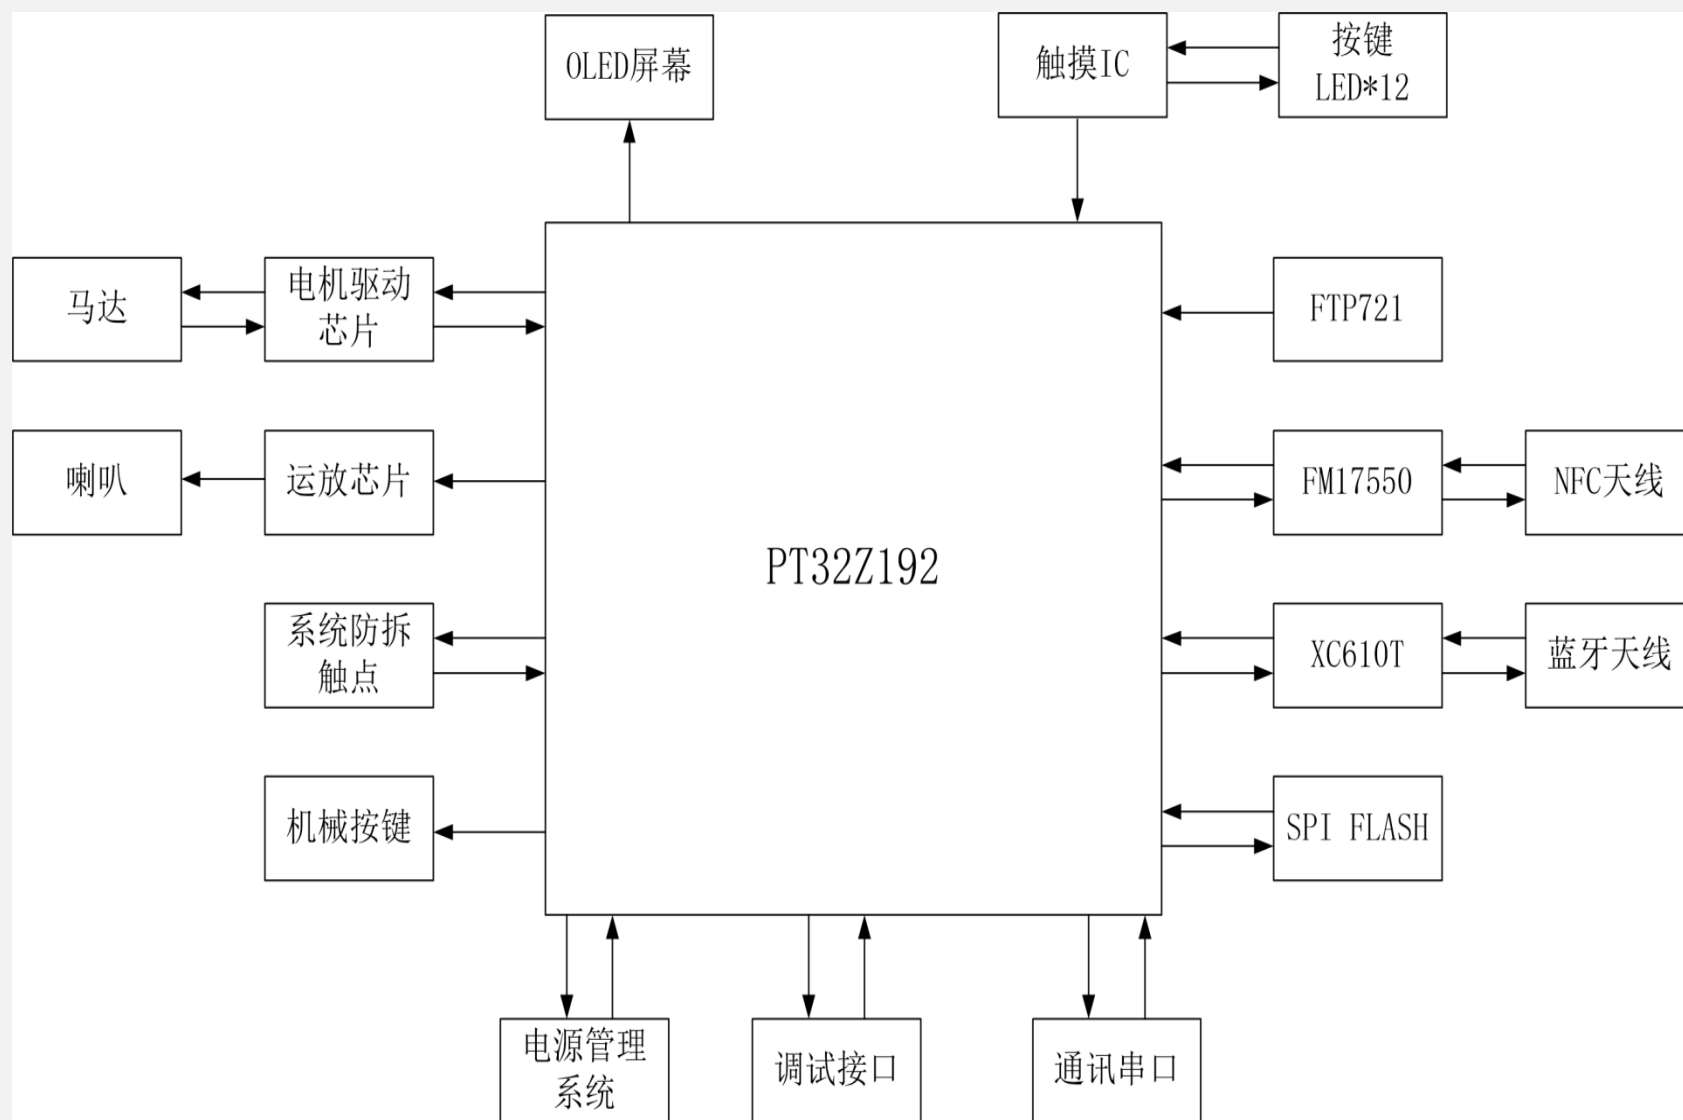 OLED屏幕
触摸IC
按键
LED*12
马达
电机驱动
芯片
FTP721
喇叭
运放芯片
FM17550
NFC天线
PT32Z192
系统防拆
触点
XC610T
蓝牙天线
机械按键
SPI FLASH
电源管理
系统
调试接口
通讯串口